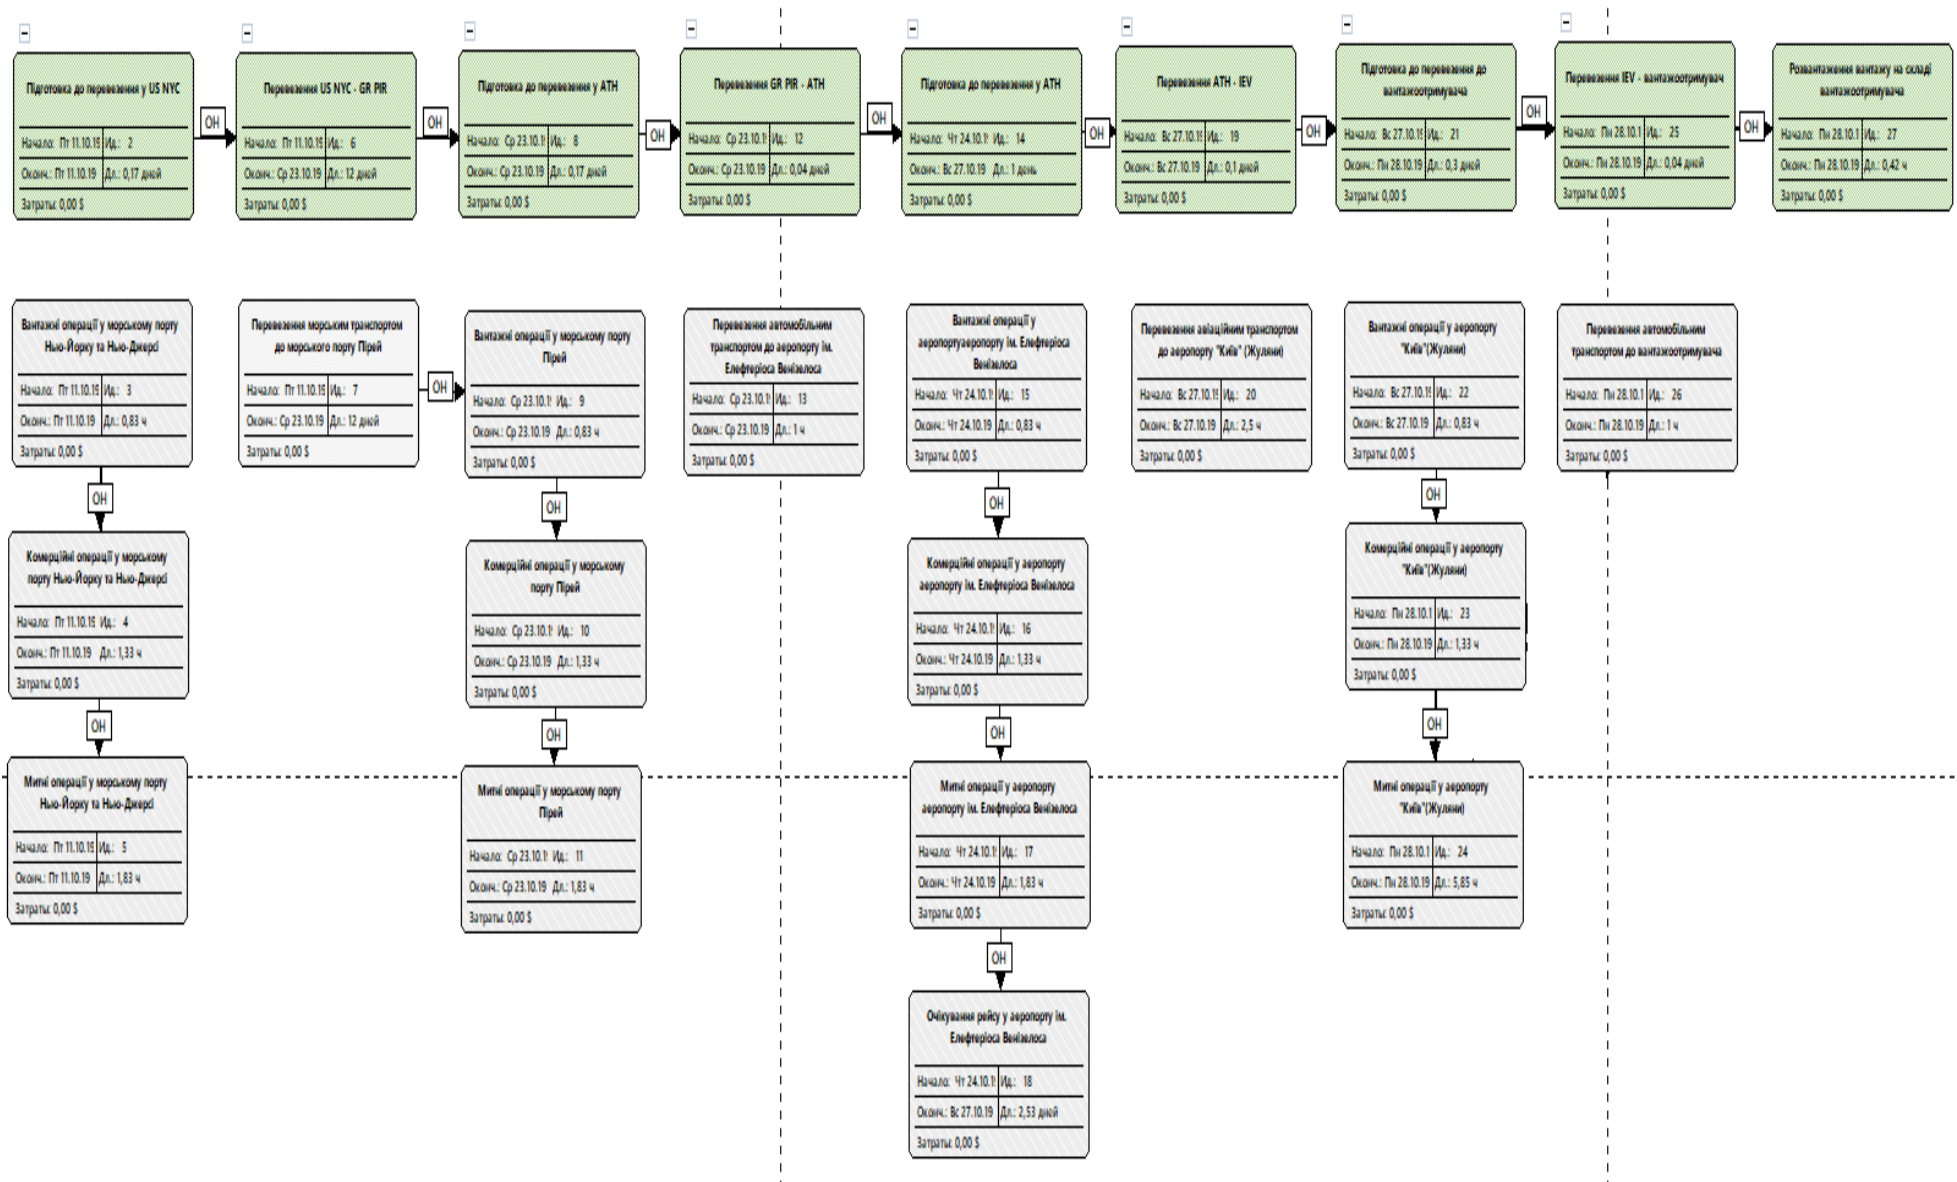 Підготовка до перевезення у US NYC
Начало: Пт 11.10.19 Ид.: 2
Оконч.: Пт 11.10.19 Дл.: 0,17 дней
Затраты: 0,00 $
ОН
Перевезення US NYC - GR PIR
Начало: Пт 11.10.19 Ид.: 6
Оконч.: Ср 23.10.19 Дл.: 12 дней
Затраты: 0,00 $
ОН
Підготовка до перевезення у ATH
Начало: Ср 23.10.1 Ид.: 8
Оконч.: Ср 23.10.19 Дл.: 0,17 дней
Затраты: 0,00 $
ОН
Перевезення GR PIR - ATH
Начало: Ср 23.10.1 Ид.: 12
Оконч.: Ср 23.10.19 Дл.: 0,04 дней
Затраты: 0,00 $
ОН
Підготовка до перевезення у ATH
Начало: Чт 24.10.1 Ид.: 14
Оконч.: Вс 27.10.19 Дл.: 1 день
Затраты: 0,00 $
ОН
Перевезення ATH - IEV
Начало: Вс 27.10.19 Ид.: 19
Оконч.: Вс 27.10.19 Дл.: 0,1 дней
Затраты: 0,00 $
ОН
Підготовка до перевезення до
вантажоотримувача
Начало: Вс 27.10.19 Ид.: 21
Оконч.: Пн 28.10.19 Дл.: 0,3 дней
Затраты: 0,00 $
ОН
Перевезення IEV - вантажоотримувач
Начало: Пн 28.10.1 Ид.: 25
Оконч.: Пн 28.10.19 Дл.: 0,04 дней
Затраты: 0,00 $
ОН
Розвантаження вантажу на складі
вантажоотримувача
Начало: Пн 28.10.1 Ид.: 27
Оконч.: Пн 28.10.19 Дл.: 0,42 ч
Затраты: 0,00 $
Вантажні операції у морському порту
Нью-Йорку та Нью-Джерсі
Начало: Пт 11.10.19 Ид.: 3
Оконч.: Пт 11.10.19 Дл.: 0,83 ч
Затраты: 0,00 $
ОН
Комерційні операції у морському
порту Нью-Йорку та Нью-Джерсі
Начало: Пт 11.10.19 Ид.: 4
Оконч.: Пт 11.10.19 Дл.: 1,33 ч
Затраты: 0,00 $
ОН
Митні операції у морському порту
Нью-Йорку та Нью-Джерсі
Начало: Пт 11.10.19 Ид.: 5
Оконч.: Пт 11.10.19 Дл.: 1,83 ч
Затраты: 0,00 $
Перевезення морським транспортом
до морського порту Пірей
Начало: Пт 11.10.19 Ид.: 7
Оконч.: Ср 23.10.19 Дл.: 12 дней
Затраты: 0,00 $
ОН
Вантажні операції у морському порту
Пірей
Начало: Ср 23.10.1 Ид.: 9
Оконч.: Ср 23.10.19 Дл.: 0,83 ч
Затраты: 0,00 $
ОН
Комерційні операції у морському
порту Пірей
Начало: Ср 23.10.1 Ид.: 10
Оконч.: Ср 23.10.19 Дл.: 1,33 ч
Затраты: 0,00 $
ОН
Митні операції у морському порту
Пірей
Начало: Ср 23.10.1 Ид.: 11
Оконч.: Ср 23.10.19 Дл.: 1,83 ч
Затраты: 0,00 $
Перевезення автомобільним
транспортом до аеропорту ім.
Елефтеріоса Венізелоса
Начало: Ср 23.10.1 Ид.: 13
Оконч.: Ср 23.10.19 Дл.: 1 ч
Затраты: 0,00 $
Вантажні операції у
аеропортуаеропорту ім. Елефтеріоса
Венізелоса
Начало: Чт 24.10.1 Ид.: 15
Оконч.: Чт 24.10.19 Дл.: 0,83 ч
Затраты: 0,00 $
ОН
Комерційні операції у аеропорту
аеропорту ім. Елефтеріоса Венізелоса
Начало: Чт 24.10.1 Ид.: 16
Оконч.: Чт 24.10.19 Дл.: 1,33 ч
Затраты: 0,00 $
ОН
Митні операції у аеропорту
аеропорту ім. Елефтеріоса Венізелоса
Начало: Чт 24.10.1 Ид.: 17
Оконч.: Чт 24.10.19 Дл.: 1,83 ч
Затраты: 0,00 $
ОН
Очікування рейсу у аеропорту ім.
Елефтеріоса Венізелоса
Начало: Чт 24.10.1 Ид.: 18
Оконч.: Вс 27.10.19 Дл.: 2,53 дней
Затраты: 0,00 $
Перевезення авіаційним транспортом
до аеропорту "Київ" (Жуляни)
Начало: Вс 27.10.19 Ид.: 20
Оконч.: Вс 27.10.19 Дл.: 2,5 ч
Затраты: 0,00 $
Вантажні операції у аеропорту
"Київ"(Жуляни)
Начало: Вс 27.10.19 Ид.: 22
Оконч.: Вс 27.10.19 Дл.: 0,83 ч
Затраты: 0,00 $
ОН
Комерційні операції у аеропорту
"Київ"(Жуляни)
Начало: Пн 28.10.1 Ид.: 23
Оконч.: Пн 28.10.19 Дл.: 1,33 ч
Затраты: 0,00 $
ОН
Митні операції у аеропорту
"Київ"(Жуляни)
Начало: Пн 28.10.1 Ид.: 24
Оконч.: Пн 28.10.19 Дл.: 5,85 ч
Затраты: 0,00 $
Перевезення автомобільним
транспортом до вантажоотримувача
Начало: Пн 28.10.1 Ид.: 26
Оконч.: Пн 28.10.19 Дл.: 1 ч
Затраты: 0,00 $